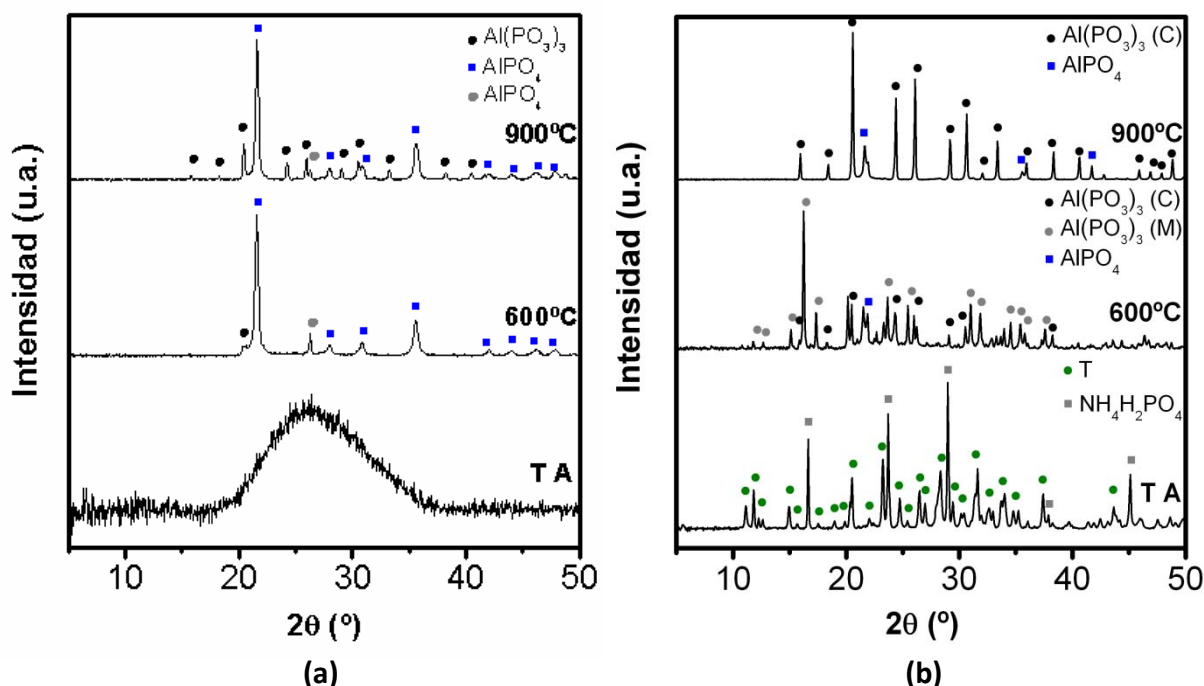 Intensidad (u.a.)
Al(PO₃)₃
AlPO₄
AlPO₄
900ºC
600ºC
T A
10 20 30 40 50
2θ (º)
(a)
Intensidad (u.a.)
Al(PO₃)₃ (C)
AlPO₄
900ºC
Al(PO₃)₃ (C)
Al(PO₃)₃ (M)
AlPO₄
600ºC
T
NH₄H₂PO₄
T A
10 20 30 40 50
2θ (º)
(b)